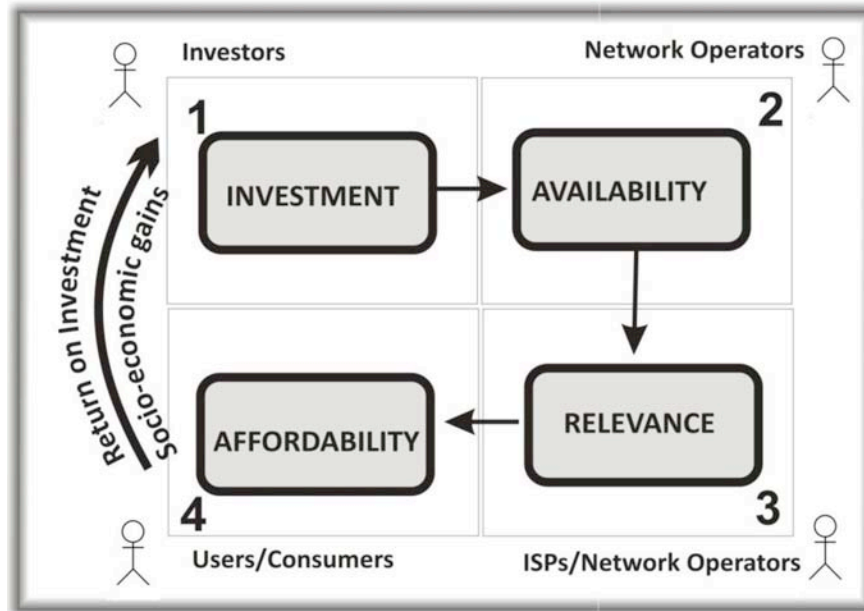 Investors
Network Operators
1
INVESTMENT
2
AVAILABILITY
Return on Investment
Socio-economic gains
4
AFFORDABILITY
3
RELEVANCE
Users/Consumers
ISPs/Network Operators